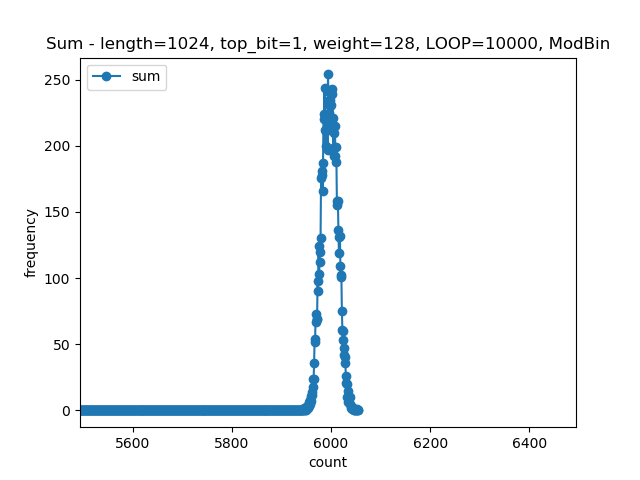 Sum - length=1024, top_bit=1, weight=128, LOOP=10000, ModBin
sum
250
200
150
100
50
0
frequency
5600 5800 6000 6200 6400
count